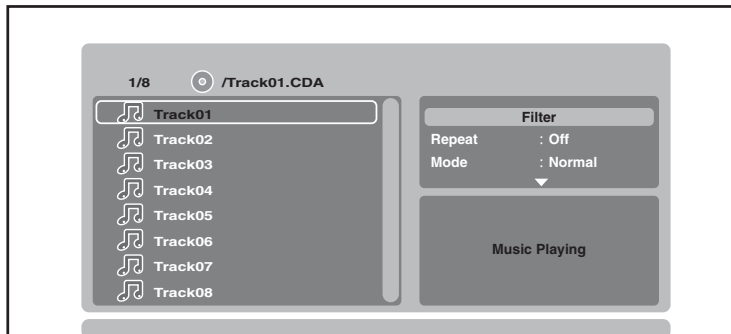 1/8 /Track01.CDA
Track01
Track02
Track03
Track04
Track05
Track06
Track07
Track08
Filter
Repeat : Off
Mode : Normal
Music Playing